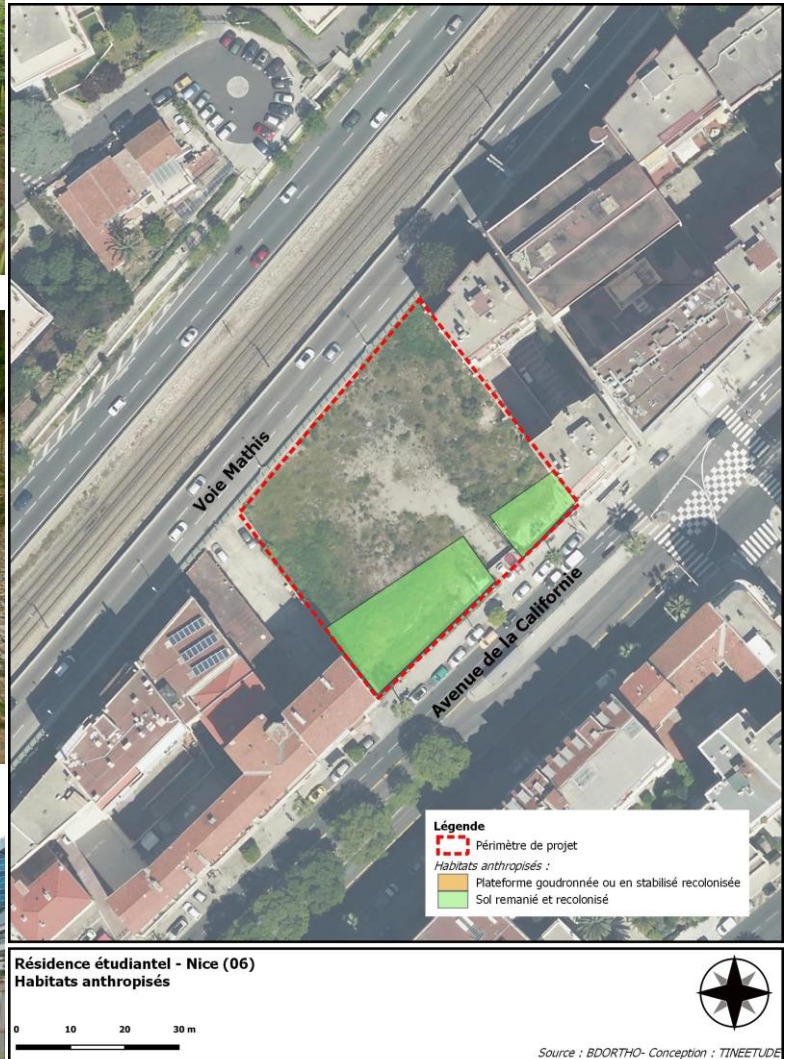 Voie Mathis
Avenue de la Californie
Légende
Périmètre de projet
Habitats anthropisés :
Plateforme goudronnée ou en stabilisé recolonisée
Sol remanié et recolonisé
Résidence étudiantel - Nice (06)
Habitats anthropisés
0 10 20 30 m
Source : BDORTHO- Conception : TINEETUDE